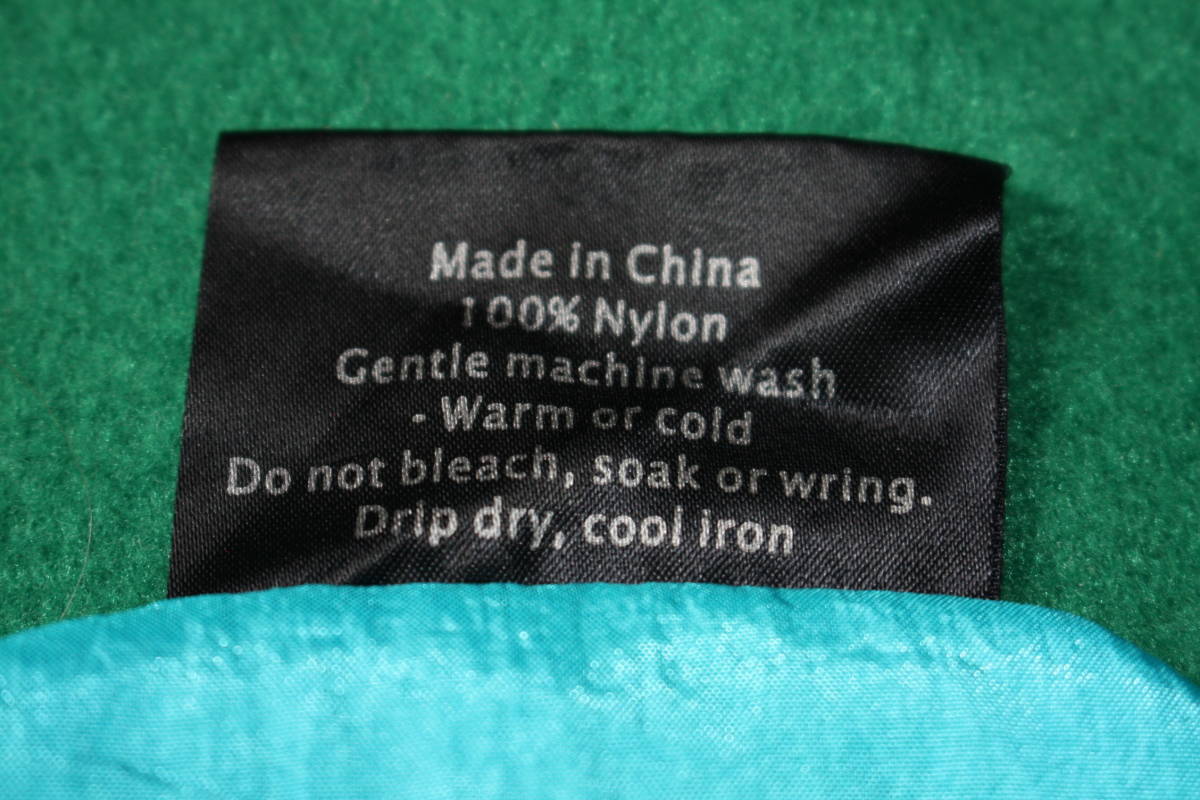 Made in China
100% Nylon
Gentle machine wash
- Warm or cold
Do not bleach, soak or wring.
Drip dry, cool iron